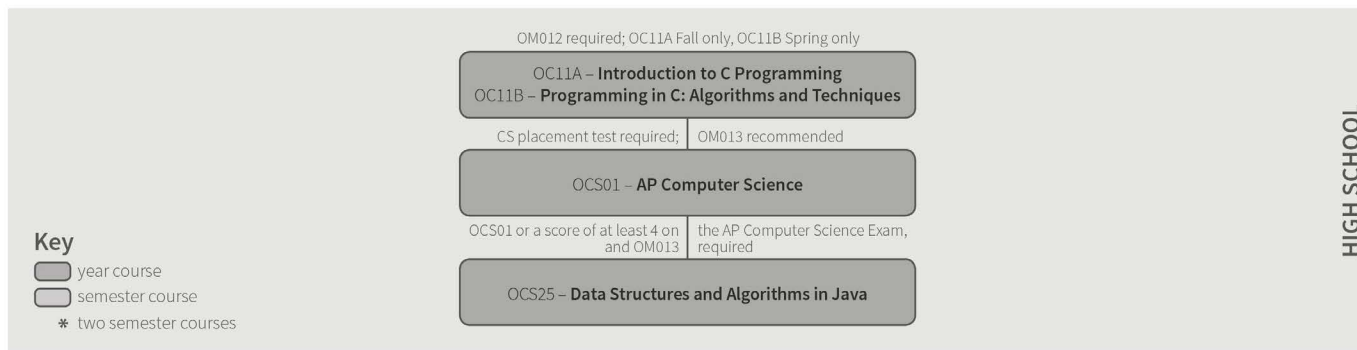 OM012 required; OC11A Fall only, OC11B Spring only
OC11A – Introduction to C Programming
OC11B – Programming in C: Algorithms and Techniques
CS placement test required; OM013 recommended
OCS01 – AP Computer Science
OCS01 or a score of at least 4 on the AP Computer Science Exam,
and OM013 required
OCS25 – Data Structures and Algorithms in Java
Key
year course
semester course
* two semester courses
HIGH SCHOOL